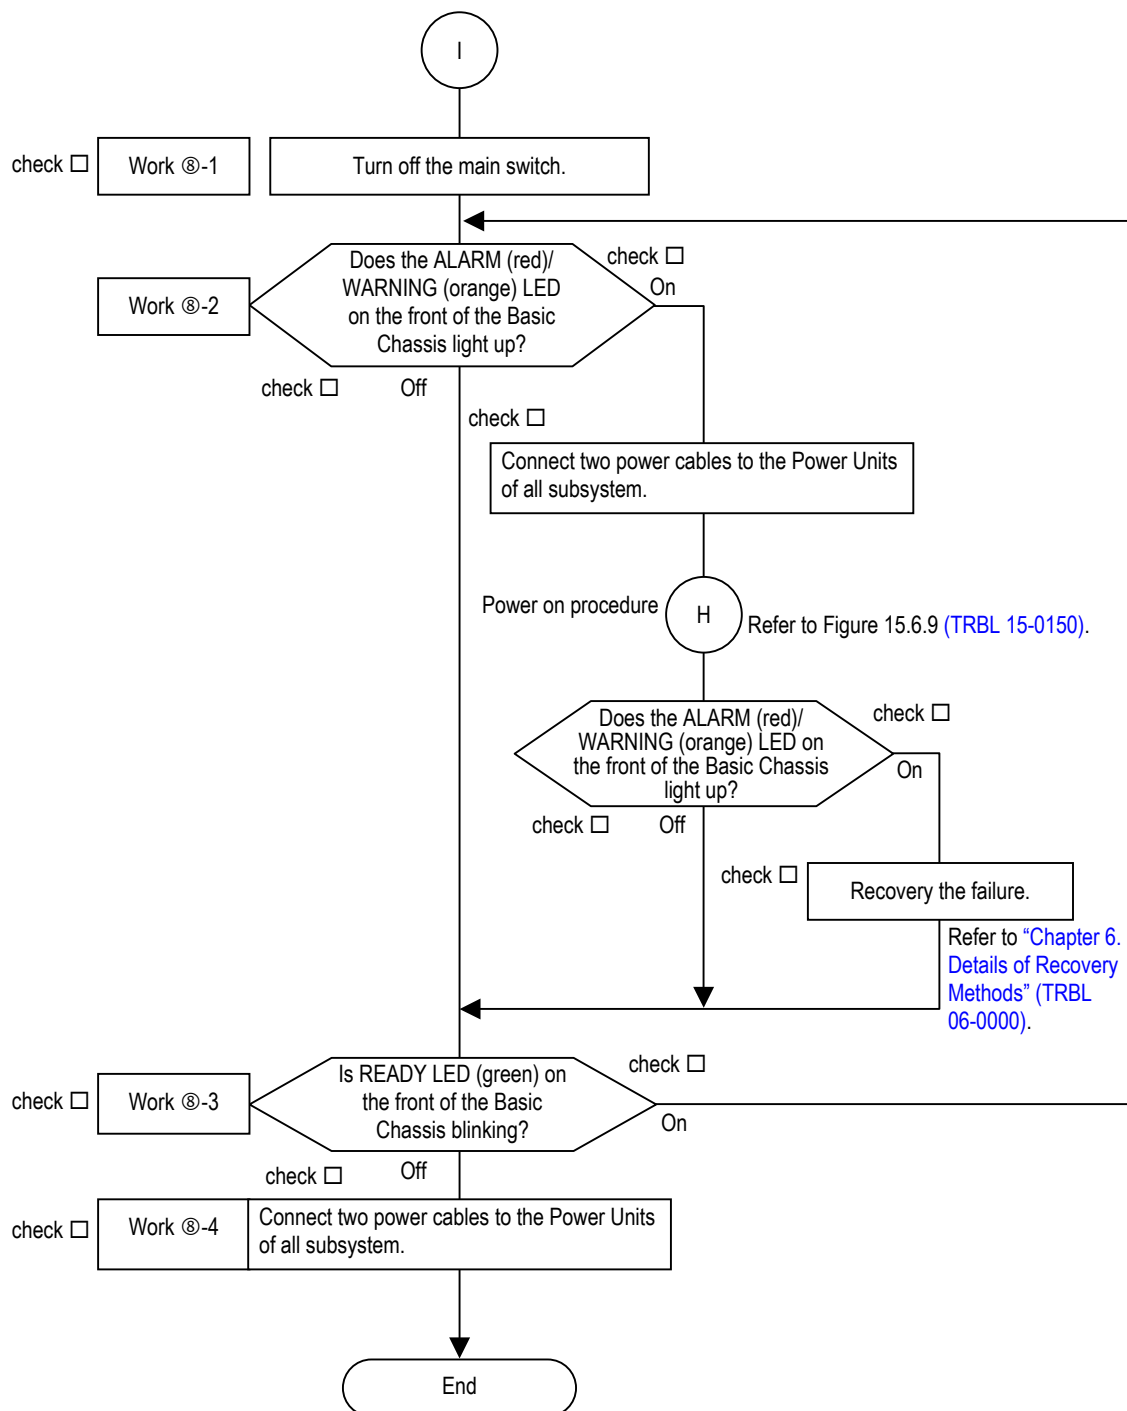 I
check □
Work ⑧-1
Turn off the main switch.
Work ⑧-2
Does the ALARM (red)/
WARNING (orange) LED
on the front of the Basic
Chassis light up?
check □
On
check □
Off
check □
Connect two power cables to the Power Units
of all subsystem.
Power on procedure
H
Refer to Figure 15.6.9 (TRBL 15-0150).
Does the ALARM (red)/
WARNING (orange) LED on
the front of the Basic Chassis
light up?
check □
On
check □
Off
check □
Recovery the failure.
Refer to “Chapter 6.
Details of Recovery
Methods” (TRBL
06-0000).
check □
Work ⑧-3
Is READY LED (green) on
the front of the Basic
Chassis blinking?
check □
On
check □
Off
check □
Work ⑧-4
Connect two power cables to the Power Units
of all subsystem.
End